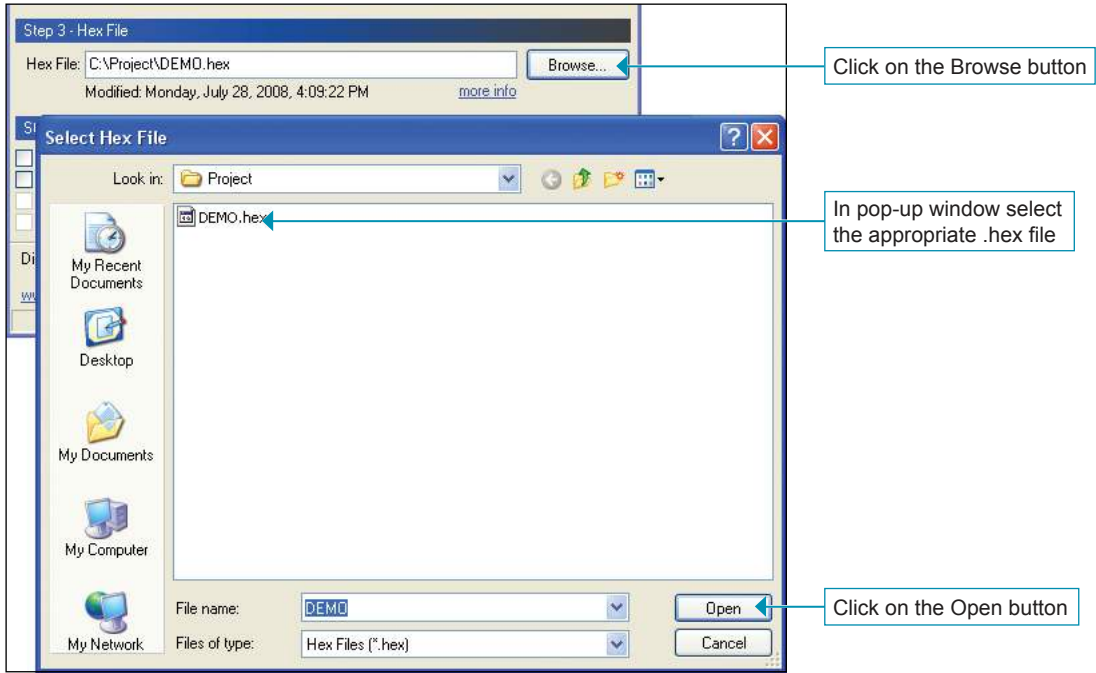 Step 3 - Hex File
Hex File: C:\Project\DEMO.hex Browse...
Click on the Browse button
Modified: Monday, July 28, 2008, 4:09:22 PM more info
Select Hex File
Look in: Project
DEMO.hex
In pop-up window select
the appropriate .hex file
My Recent
Documents
Desktop
My Documents
My Computer
My Network
File name: DEMO Open
Click on the Open button
Files of type: Hex Files (*.hex) Cancel